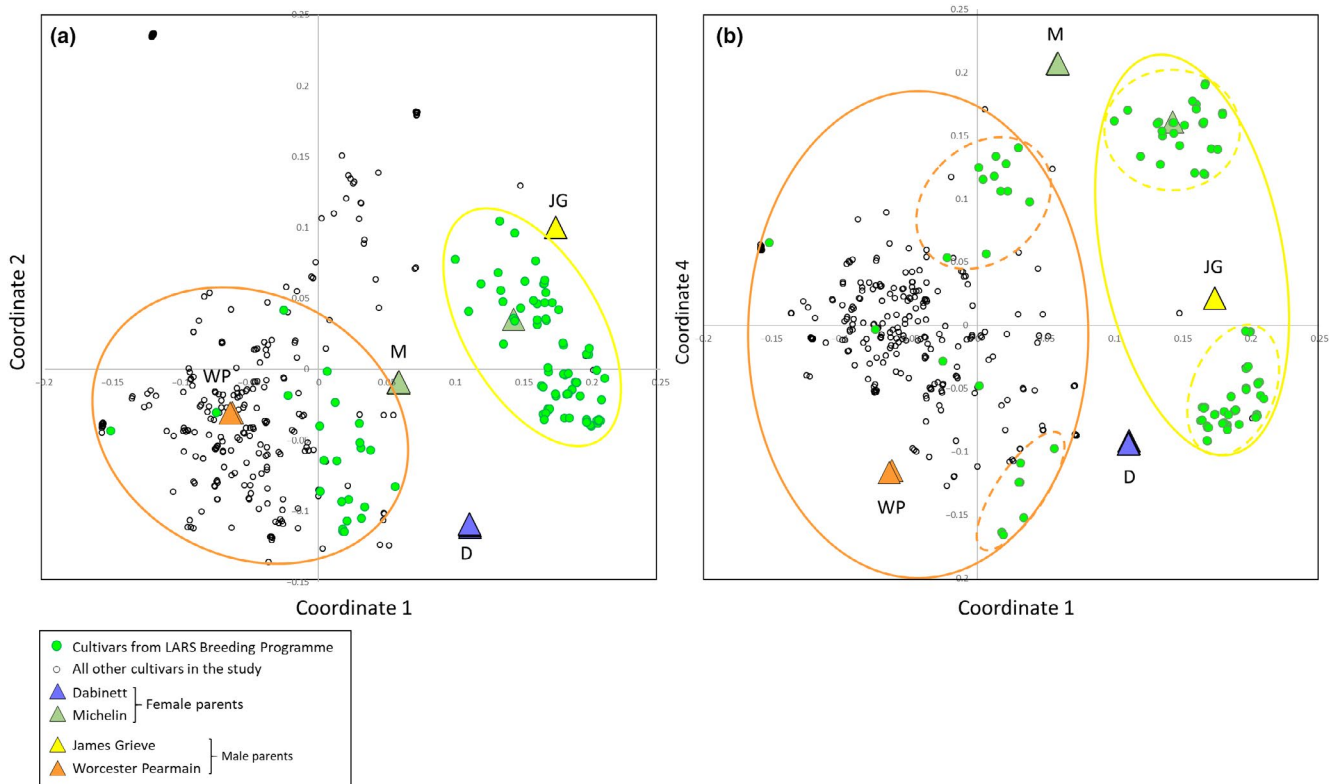 (a)
0.25
0.2
0.15
JG
0.1
0.05
M
WP
0
-0.2
-0.15
0
0.1
0.15
0.2
0.25
-0.1
D
-0.15
Coordinate 2
Coordinate 1
(b)
0.25
M
0.2
0.15
0.1
JG
0.05
0
-0.2
0.15
0.15
0.2
0.25
-0.05
-0.1
D
WP
-0.15
-0.2
Coordinate 4
Coordinate 1
Cultivars from LARS Breeding Programme
All other cultivars in the study
Dabinett
Michelin
Female parents
James Grieve
Worcester Pearmain
Male parents